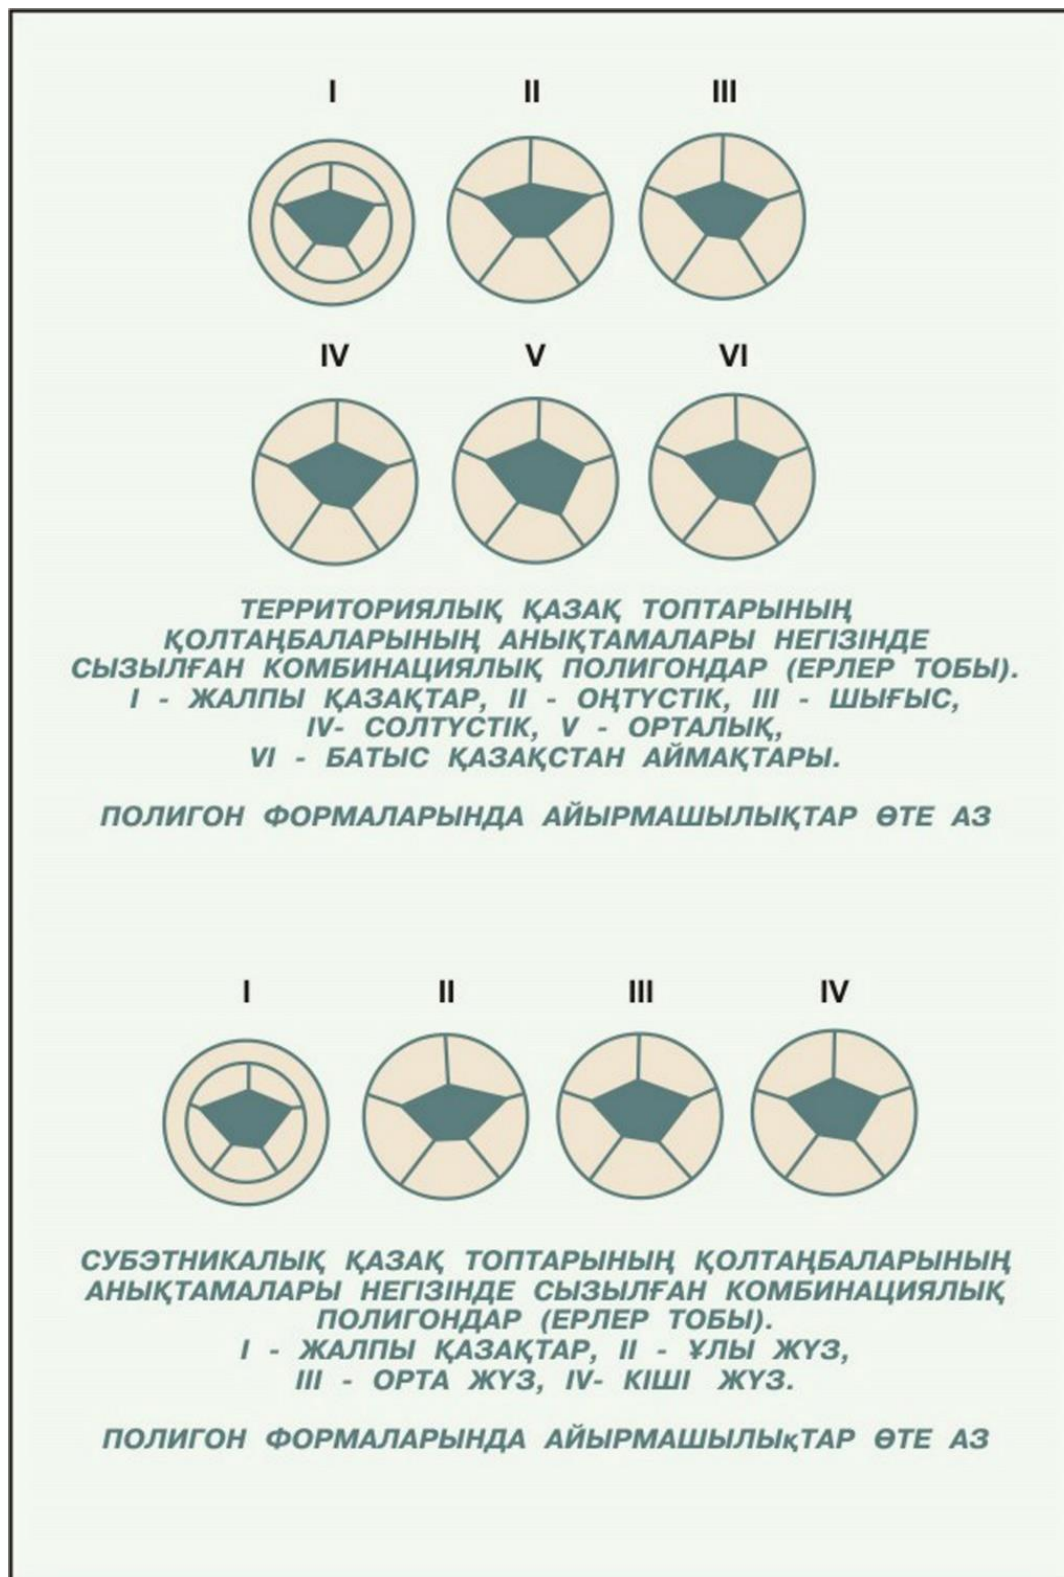 I II III
IV V VI
ТЕРРИТОРИЯЛЫҚ ҚАЗАҚ ТОПТАРЫНЫҢ
ҚОЛТАҢБАЛАРЫНЫҢ АНЫҚТАМАЛАРЫ НЕГІЗІНДЕ
СЫЗЫЛҒАН КОМБИНАЦИЯЛЫҚ ПОЛИГОНДАР (ЕРЛЕР ТОБЫ).
I - ЖАЛПЫ ҚАЗАҚТАР, II - ОҢТҮСТІК, III - ШЫҒЫС,
IV- СОЛТҮСТІК, V - ОРТАЛЫҚ,
VI - БАТЫС ҚАЗАҚСТАН АЙМАҚТАРЫ.
ПОЛИГОН ФОРМАЛАРЫНДА АЙЫРМАШЫЛЫҚТАР ӨТЕ АЗ
I II III IV
СУБЭТНИКАЛЫҚ ҚАЗАҚ ТОПТАРЫНЫҢ ҚОЛТАҢБАЛАРЫНЫҢ
АНЫҚТАМАЛАРЫ НЕГІЗІНДЕ СЫЗЫЛҒАН КОМБИНАЦИЯЛЫҚ
ПОЛИГОНДАР (ЕРЛЕР ТОБЫ).
I - ЖАЛПЫ ҚАЗАҚТАР, II - ҰЛЫ ЖҮЗ,
III - ОРТА ЖҮЗ, IV- КІШІ ЖҮЗ.
ПОЛИГОН ФОРМАЛАРЫНДА АЙЫРМАШЫЛЫқТАР ӨТЕ АЗ